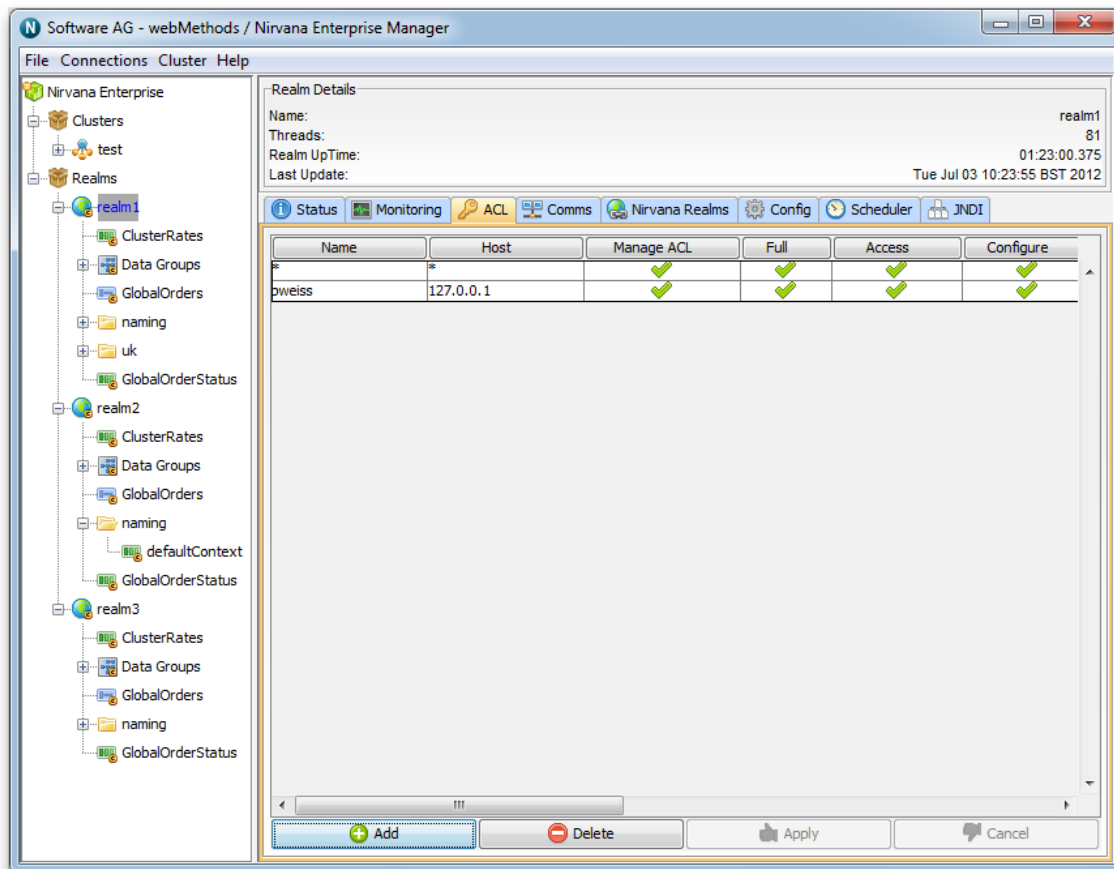 Software AG - webMethods / Nirvana Enterprise Manager
File Connections Cluster Help
Nirvana Enterprise
Clusters
test
Realms
realm1
ClusterRates
Data Groups
GlobalOrders
naming
uk
GlobalOrderStatus
realm2
ClusterRates
Data Groups
GlobalOrders
naming
defaultContext
GlobalOrderStatus
realm3
ClusterRates
Data Groups
GlobalOrders
naming
GlobalOrderStatus
Realm Details
Name: realm1
Threads: 81
Realm UpTime: 01:23:00.375
Last Update: Tue Jul 03 10:23:55 BST 2012
Status Monitoring ACL Comms Nirvana Realms Config Scheduler JNDI
Name Host Manage ACL Full Access Configure
* *
pweiss 127.0.0.1
Add Delete Apply Cancel